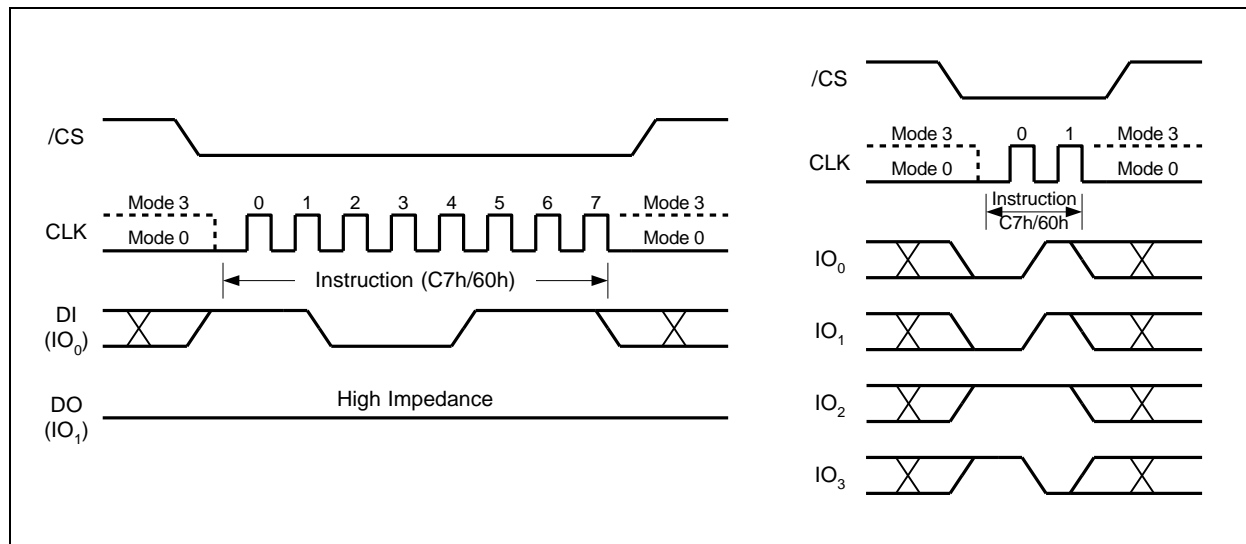 /CS
Mode 3
0 1 2 3 4 5 6 7
Mode 3
CLK
Mode 0
Mode 0
Instruction (C7h/60h)
DI
(IO₀)
High Impedance
DO
(IO₁)
/CS
Mode 3
0 1
Mode 3
CLK
Mode 0
Mode 0
Instruction
C7h/60h
IO₀
IO₁
IO₂
IO₃